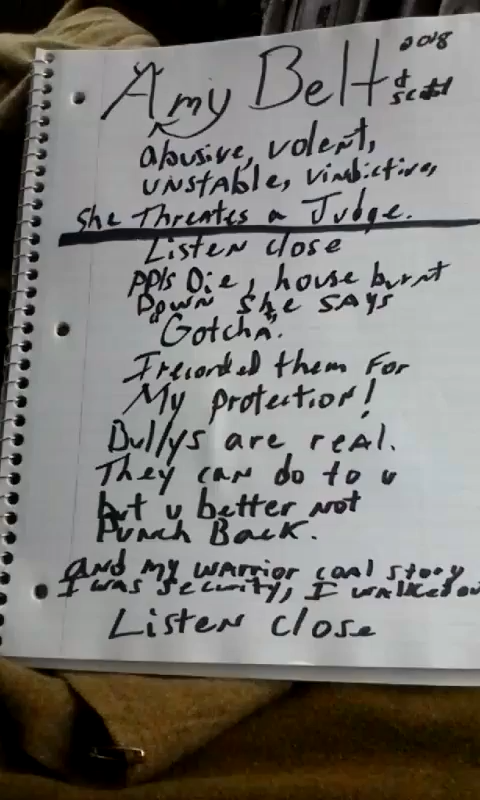 2018
Amy Belt
& scott
abusive, volent,
unstable, vindictive,
She Threates a Judge.
Listen close
ppls Die, house burnt
Down she says
"Gotcha".
I recorded them For
My protection!
Bullys are real.
They can do to u
but u better not
Punch Back.
and my warrior coal story
I was security, I walked ou
Listen close